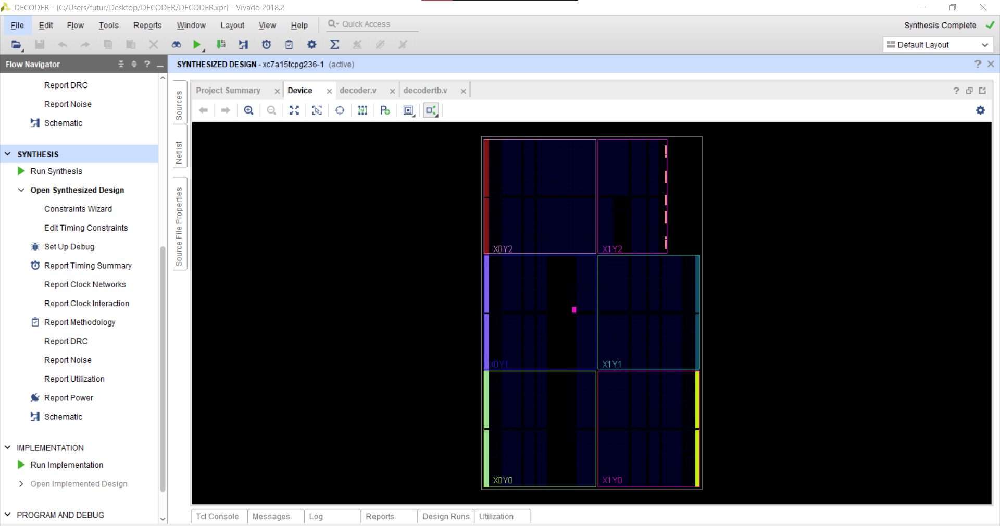 DECODER - [C:/Users/futur/Desktop/DECODER/DECODER.xpr] - Vivado 2018.2
File Edit Flow Tools Reports Window Layout View Help Quick Access
Synthesis Complete
Default Layout
Flow Navigator
SYNTHESIZED DESIGN - xc7a15tcpg236-1 (active)
Report DRC
Report Noise
Schematic
SYNTHESIS
Run Synthesis
Open Synthesized Design
Constraints Wizard
Edit Timing Constraints
Set Up Debug
Report Timing Summary
Report Clock Networks
Report Clock Interaction
Report Methodology
Report DRC
Report Noise
Report Utilization
Report Power
Schematic
IMPLEMENTATION
Run Implementation
Open Implemented Design
PROGRAM AND DEBUG
Sources
Netlist
Source File Properties
Project Summary Device decoder.v decodertb.v
X0Y2 X1Y2
X0Y1 X1Y1
X0Y0 X1Y0
Tcl Console Messages Log Reports Design Runs Utilization